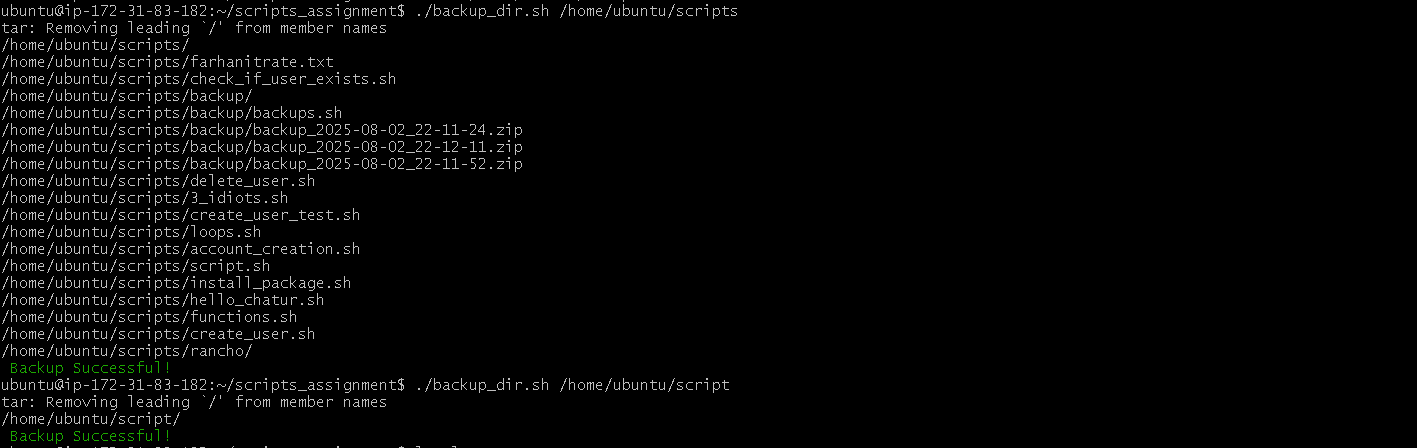 ubuntu@ip-172-31-83-182:~/scripts_assignment$ ./backup_dir.sh /home/ubuntu/scripts
tar: Removing leading `/' from member names
/home/ubuntu/scripts/
/home/ubuntu/scripts/farhanitrate.txt
/home/ubuntu/scripts/check_if_user_exists.sh
/home/ubuntu/scripts/backup/
/home/ubuntu/scripts/backup/backups.sh
/home/ubuntu/scripts/backup/backup_2025-08-02_22-11-24.zip
/home/ubuntu/scripts/backup/backup_2025-08-02_22-12-11.zip
/home/ubuntu/scripts/backup/backup_2025-08-02_22-11-52.zip
/home/ubuntu/scripts/delete_user.sh
/home/ubuntu/scripts/3_idiots.sh
/home/ubuntu/scripts/create_user_test.sh
/home/ubuntu/scripts/loops.sh
/home/ubuntu/scripts/account_creation.sh
/home/ubuntu/scripts/script.sh
/home/ubuntu/scripts/install_package.sh
/home/ubuntu/scripts/hello_chatur.sh
/home/ubuntu/scripts/functions.sh
/home/ubuntu/scripts/create_user.sh
/home/ubuntu/scripts/rancho/
Backup Successful!
ubuntu@ip-172-31-83-182:~/scripts_assignment$ ./backup_dir.sh /home/ubuntu/script
tar: Removing leading `/' from member names
/home/ubuntu/script/
Backup Successful!